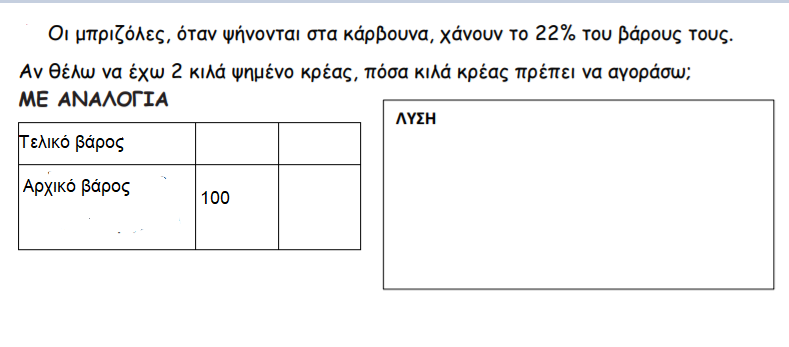 Οι μπριζόλες, όταν ψήνονται στα κάρβουνα, χάνουν το 22% του βάρους τους.
Αν θέλω να έχω 2 κιλά ψημένο κρέας, πόσα κιλά κρέας πρέπει να αγοράσω;
ΜΕ ΑΝΑΛΟΓΙΑ
Τελικό βάρος
Αρχικό βάρος 100
ΛΥΣΗ